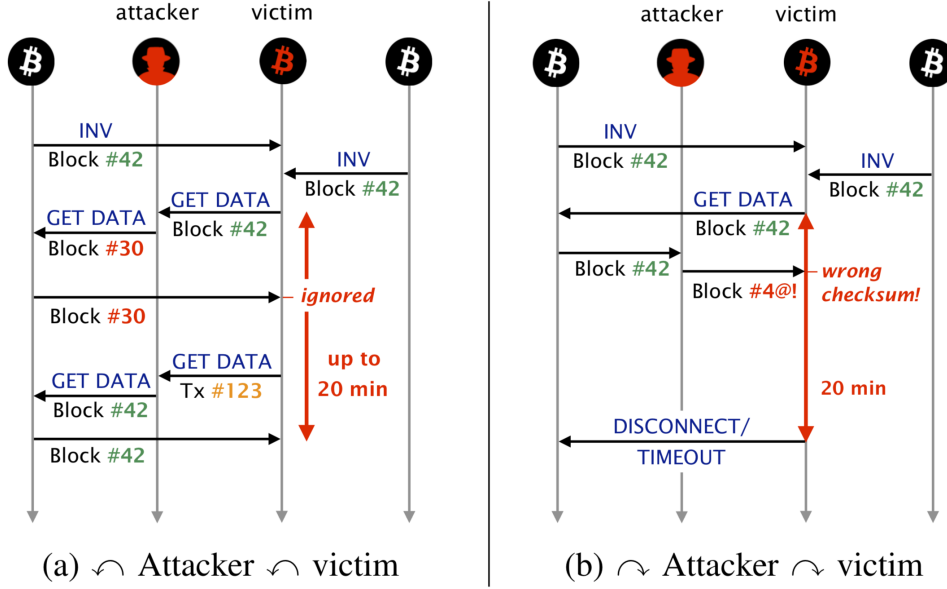 attacker
victim
INV
Block #42
INV
Block #42
GET DATA
Block #42
GET DATA
Block #30
Block #30
ignored
up to
20 min
GET DATA
Tx #123
GET DATA
Block #42
Block #42
(a) ↶ Attacker ↶ victim
attacker
victim
INV
Block #42
INV
Block #42
GET DATA
Block #42
Block #42
Block #4@!
wrong
checksum!
20 min
DISCONNECT/
TIMEOUT
(b) ↷ Attacker ↷ victim